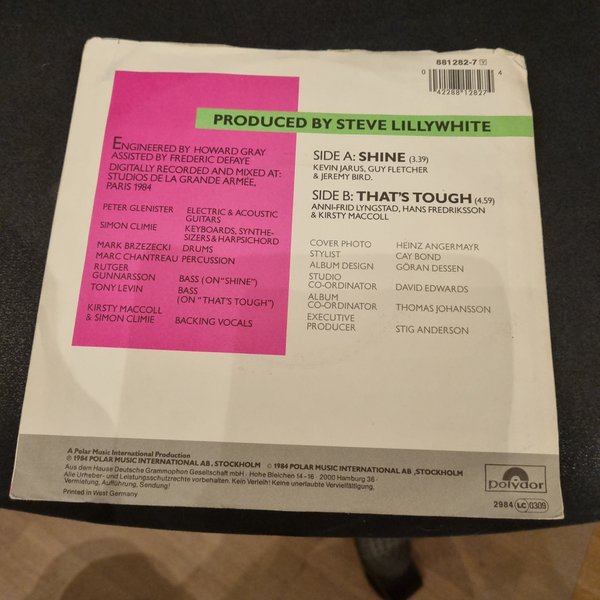 881 282-7 Y
0 42288 12827 4
PRODUCED BY STEVE LILLYWHITE
ENGINEERED BY HOWARD GRAY
ASSISTED BY FREDERIC DEFAYE
DIGITALLY RECORDED AND MIXED AT:
STUDIOS DE LA GRANDE ARMÉE,
PARIS 1984
PETER GLENISTER ELECTRIC & ACOUSTIC
GUITARS
SIMON CLIMIE KEYBOARDS, SYNTHE-
SIZERS & HARPSICHORD
MARK BRZEZECKI DRUMS
MARC CHANTREAU PERCUSSION
RUTGER
GUNNARSSON BASS (ON "SHINE")
TONY LEVIN BASS
(ON "THAT'S TOUGH")
KIRSTY MACCOLL
& SIMON CLIMIE BACKING VOCALS
SIDE A: SHINE (3.39)
KEVIN JARUS, GUY FLETCHER
& JEREMY BIRD.
SIDE B: THAT'S TOUGH (4.59)
ANNI-FRID LYNGSTAD, HANS FREDRIKSSON
& KIRSTY MACCOLL
COVER PHOTO HEINZ ANGERMAYR
STYLIST CAY BOND
ALBUM DESIGN GÖRAN DESSEN
STUDIO
CO-ORDINATOR DAVID EDWARDS
ALBUM
CO-ORDINATOR THOMAS JOHANSSON
EXECUTIVE
PRODUCER STIG ANDERSON
A Polar Music International Production
℗ 1984 POLAR MUSIC INTERNATIONAL AB, STOCKHOLM © 1984 POLAR MUSIC INTERNATIONAL AB, STOCKHOLM
Aus dem Hause Deutsche Grammophon Gesellschaft mbH · Hohe Bleichen 14-16 · 2000 Hamburg 36 ·
Alle Urheber- und Leistungsschutzrechte vorbehalten. Kein Verleih! Keine unerlaubte Vervielfältigung,
Vermietung, Aufführung, Sendung!
Printed in West Germany
polydor
2984 LC 0309